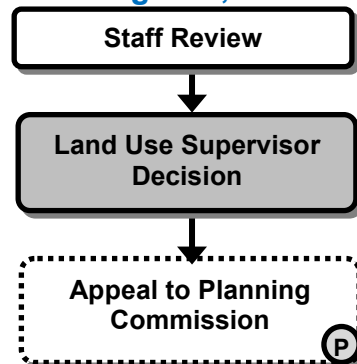 Staff Review
Land Use Supervisor
Decision
Appeal to Planning
Commission
P